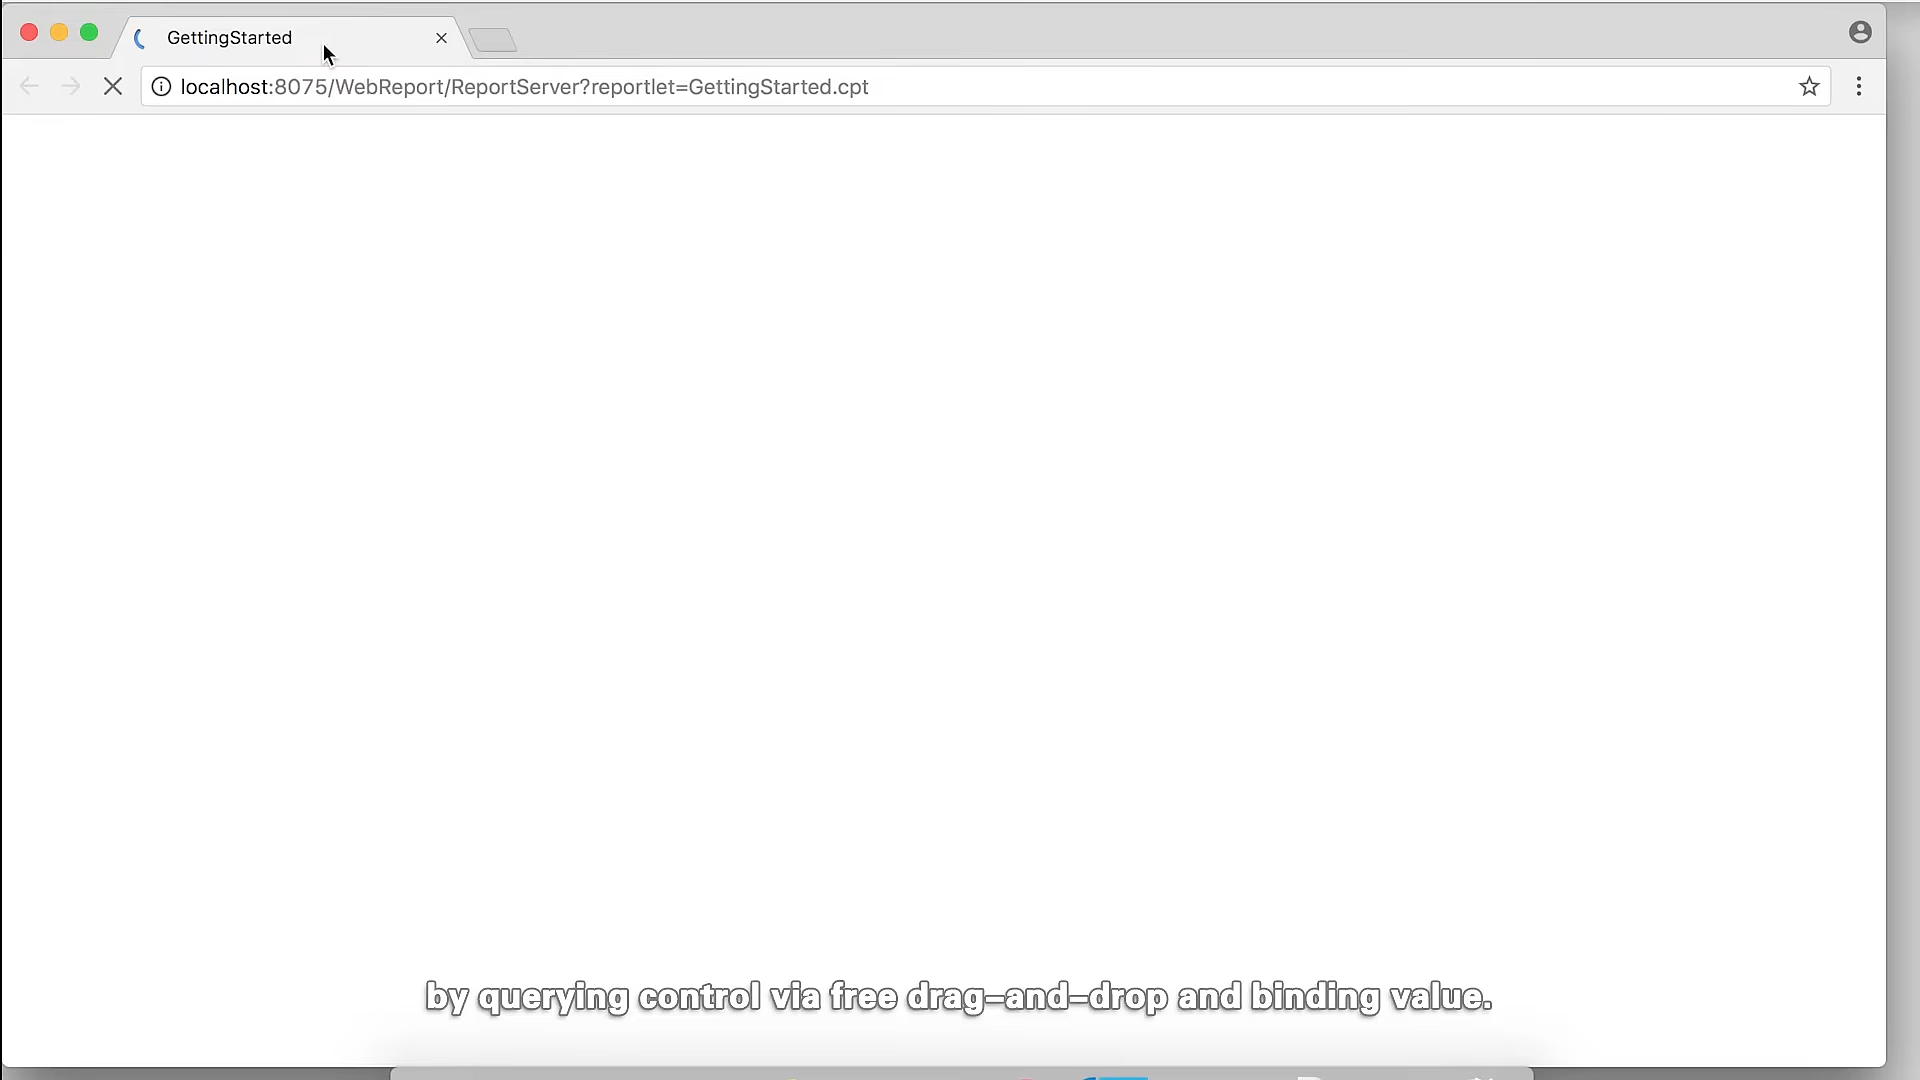 GettingStarted
localhost:8075/WebReport/ReportServer?reportlet=GettingStarted.cpt
by querying control via free drag-and-drop and binding value.